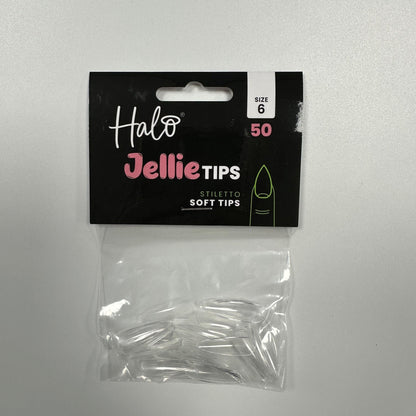 SIZE
6
50
Halo®
Jellie TIPS
STILETTO
SOFT TIPS